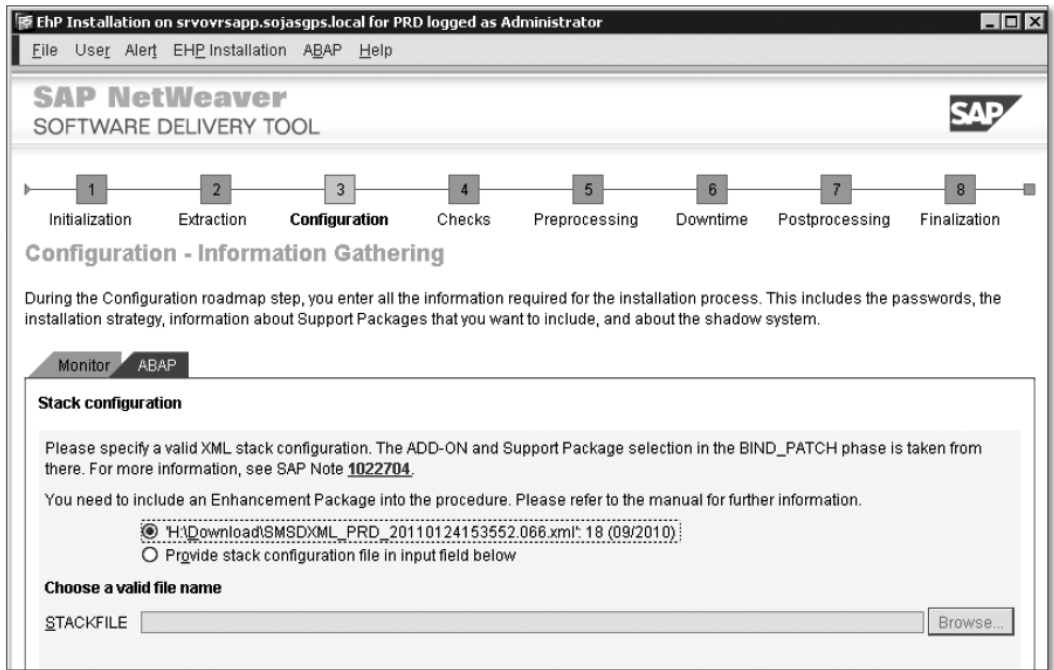 EhP Installation on srvovrsapp.sojasgps.local for PRD logged as Administrator
File User Alert EHP Installation ABAP Help
SAP NetWeaver
SOFTWARE DELIVERY TOOL
SAP
1 2 3 4 5 6 7 8
Initialization Extraction Configuration Checks Preprocessing Downtime Postprocessing Finalization
Configuration - Information Gathering
During the Configuration roadmap step, you enter all the information required for the installation process. This includes the passwords, the
installation strategy, information about Support Packages that you want to include, and about the shadow system.
Monitor ABAP
Stack configuration
Please specify a valid XML stack configuration. The ADD-ON and Support Package selection in the BIND_PATCH phase is taken from
there. For more information, see SAP Note 1022704.
You need to include an Enhancement Package into the procedure. Please refer to the manual for further information.
'H:\Download\SMSDXML_PRD_20110124153552.066.xml': 18 (09/2010)
Provide stack configuration file in input field below
Choose a valid file name
STACKFILE Browse...